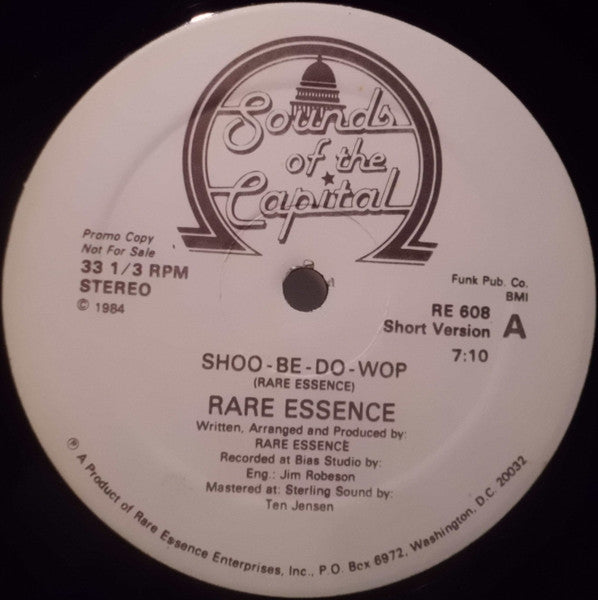 Sounds
of the
Capital
Promo Copy
Not For Sale
33 1/3 RPM
STEREO
© 1984
Funk Pub. Co.
BMI
RE 608
Short Version A
7:10
SHOO-BE-DO-WOP
(RARE ESSENCE)
RARE ESSENCE
Written, Arranged and Produced by:
RARE ESSENCE
Recorded at Bias Studio by:
Eng.: Jim Robeson
Mastered at: Sterling Sound by:
Ten Jensen
℗ A Product of Rare Essence Enterprises, Inc., P.O. Box 6972, Washington, D.C. 20032